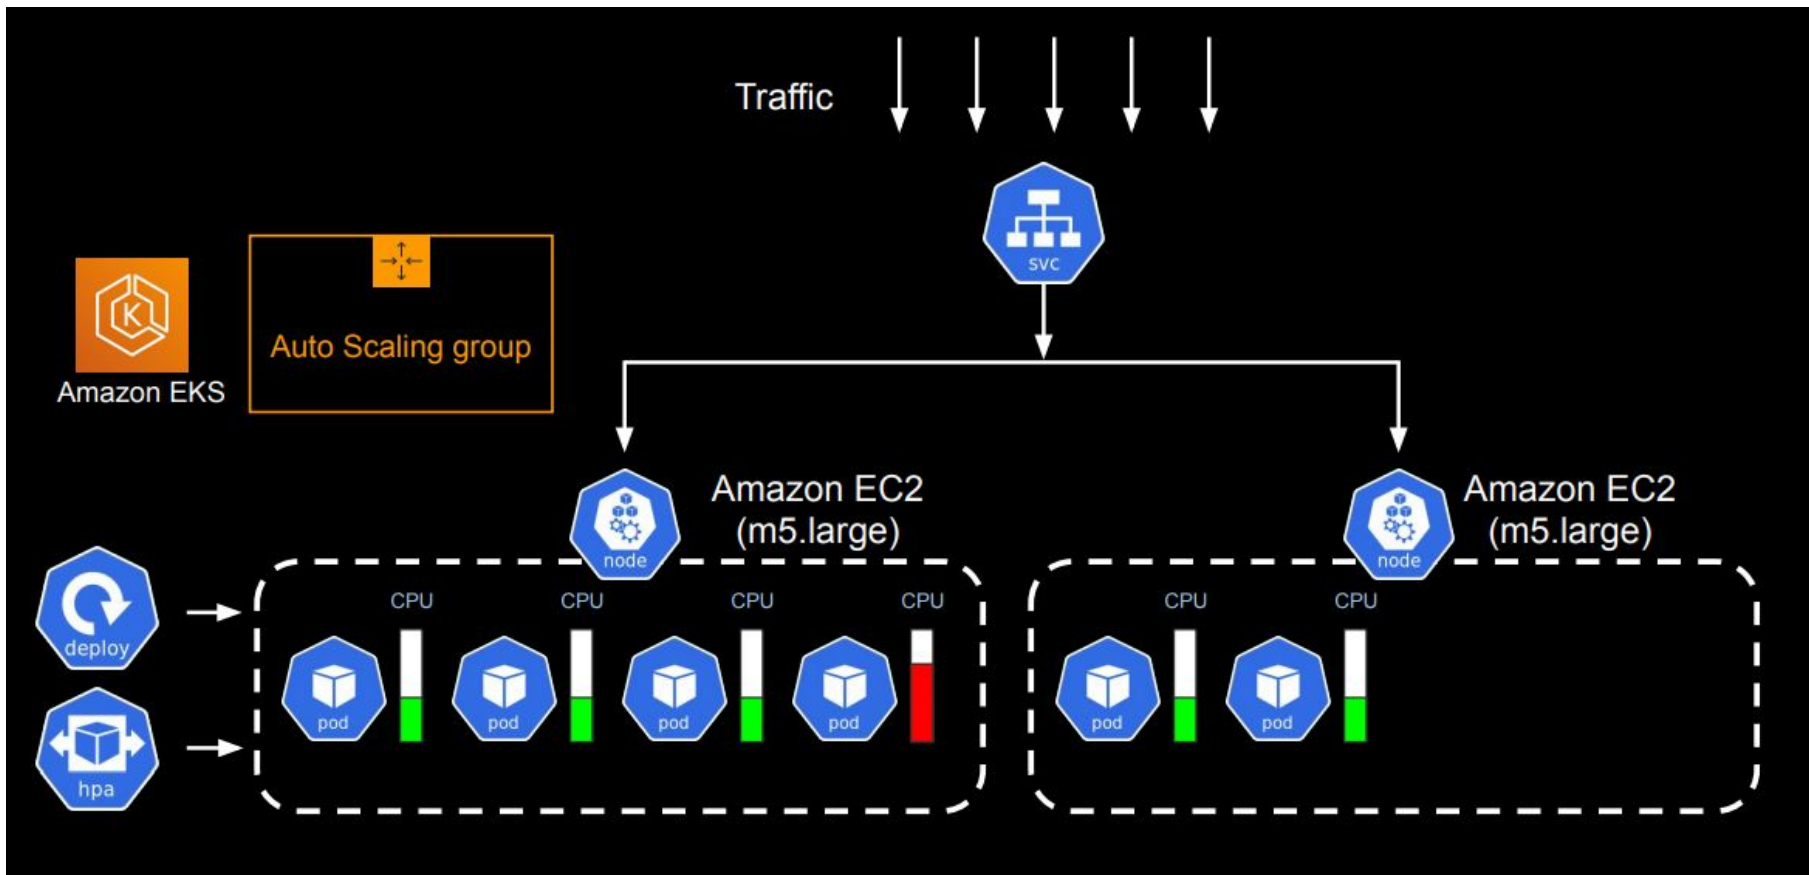 Traffic
svc
K
Auto Scaling group
Amazon EKS
Amazon EC2
(m5.large)
node
Amazon EC2
(m5.large)
node
deploy
hpa
CPU
CPU
CPU
CPU
pod
pod
pod
pod
CPU
CPU
pod
pod